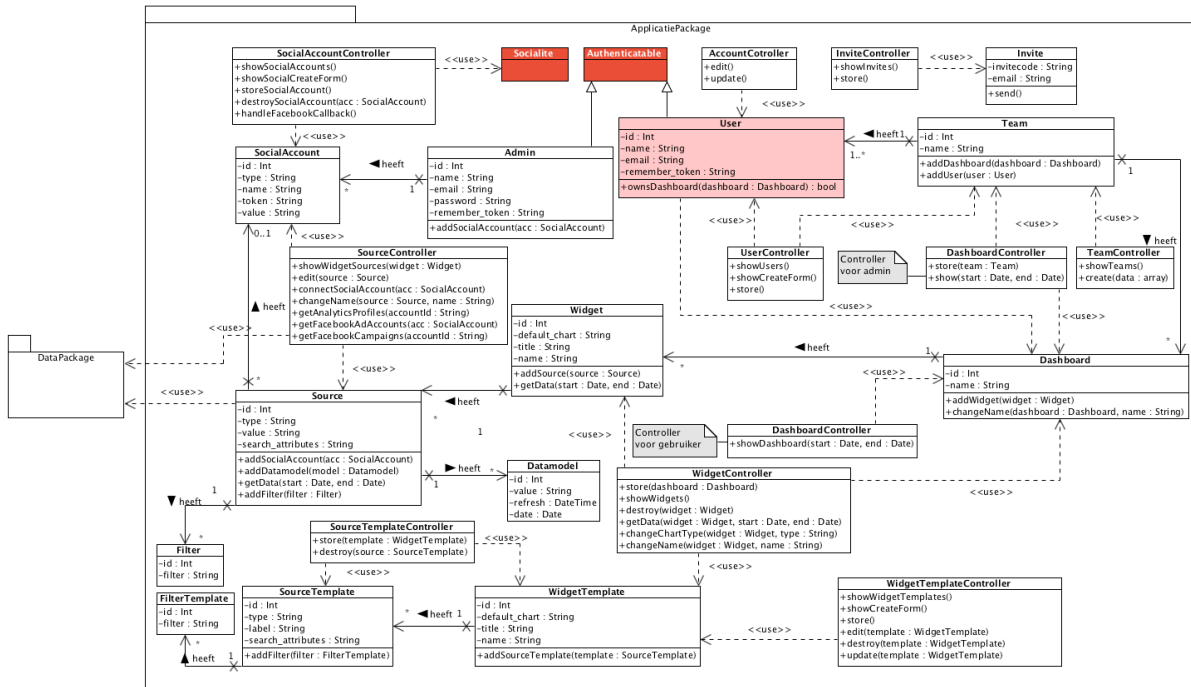 ApplicatiePackage
SocialAccountController
+showSocialAccounts()
+showSocialCreateForm()
+storeSocialAccount()
+destroySocialAccount(acc : SocialAccount)
+handleFacebookCallback()
<<use>>
Socialite
Authenticatable
AccountCotroller
+edit()
+update()
<<use>>
InviteController
+showInvites()
+store()
<<use>>
Invite
-invitecode : String
-email : String
+send()
<<use>>
SocialAccount
-id : Int
-type : String
-name : String
-token : String
-value : String
heeft
*
1
Admin
-id : Int
-name : String
-email : String
-password : String
-remember_token : String
+addSocialAccount(acc : SocialAccount)
User
-id : Int
-name : String
-email : String
-remember_token : String
+ownsDashboard(dashboard : Dashboard) : bool
heeft
1
1..*
Team
-id : Int
-name : String
+addDashboard(dashboard : Dashboard)
+addUser(user : User)
1
heeft
*
<<use>>
<<use>>
<<use>>
<<use>>
0..1
<<use>>
SourceController
+showWidgetSources(widget : Widget)
+edit(source : Source)
+connectSocialAccount(acc : SocialAccount)
+changeName(source : Source, name : String)
+getAnalyticsProfiles(accountId : String)
+getFacebookAdAccounts(acc : SocialAccount)
+getFacebookCampaigns(accountId : String)
UserController
+showUsers()
+showCreateForm()
+store()
Controller
voor admin
DashboardController
+store(team : Team)
+show(start : Date, end : Date)
TeamController
+showTeams()
+create(data : array)
heeft
<<use>>
<<use>>
<<use>>
Widget
-id : Int
-default_chart : String
-title : String
-name : String
+addSource(source : Source)
+getData(start : Date, end : Date)
heeft
1
*
Dashboard
-id : Int
-name : String
+addWidget(widget : Widget)
+changeName(dashboard : Dashboard, name : String)
DataPackage
<<use>>
<<use>>
*
<<use>>
Source
-id : Int
-type : String
-value : String
-search_attributes : String
+addSocialAccount(acc : SocialAccount)
+addDatamodel(model : Datamodel)
+getData(start : Date, end : Date)
+addFilter(filter : Filter)
heeft
*
1
<<use>>
Controller
voor gebruiker
DashboardController
+showDashboard(start : Date, end : Date)
<<use>>
<<use>>
heeft
*
1
Datamodel
-id : Int
-value : String
-refresh : DateTime
-date : Date
WidgetController
+store(dashboard : Dashboard)
+showWidgets()
+destroy(widget : Widget)
+getData(widget : Widget, start : Date, end : Date)
+changeChartType(widget : Widget, type : String)
+changeName(widget : Widget, name : String)
1
heeft
*
Filter
-id : Int
-filter : String
SourceTemplateController
+store(template : WidgetTemplate)
+destroy(source : SourceTemplate)
<<use>>
<<use>>
<<use>>
FilterTemplate
-id : Int
-filter : String
*
heeft
1
SourceTemplate
-id : Int
-type : String
-label : String
-search_attributes : String
+addFilter(filter : FilterTemplate)
*
heeft
1
WidgetTemplate
-id : Int
-default_chart : String
-title : String
-name : String
+addSourceTemplate(template : SourceTemplate)
<<use>>
WidgetTemplateController
+showWidgetTemplates()
+showCreateForm()
+store()
+edit(template : WidgetTemplate)
+destroy(template : WidgetTemplate)
+update(template : WidgetTemplate)